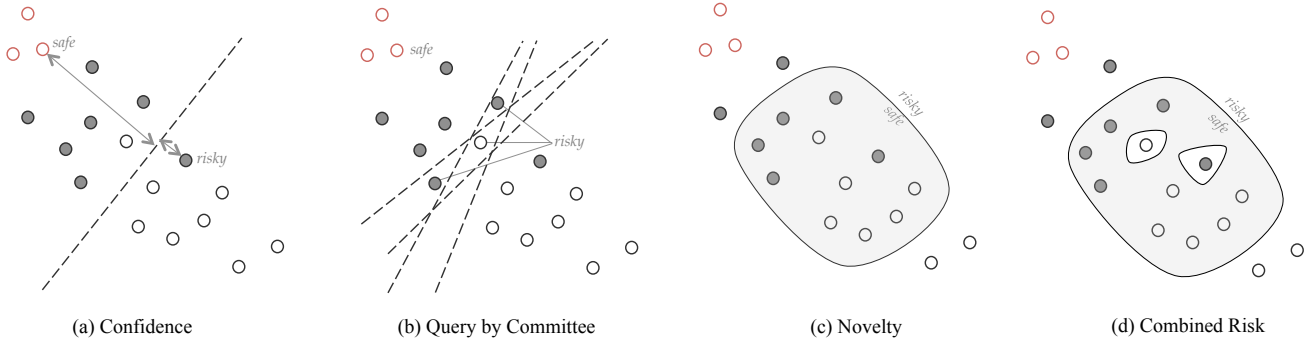 safe
risky
(a) Confidence
safe
risky
(b) Query by Committee
risky
safe
(c) Novelty
risky
safe
(d) Combined Risk